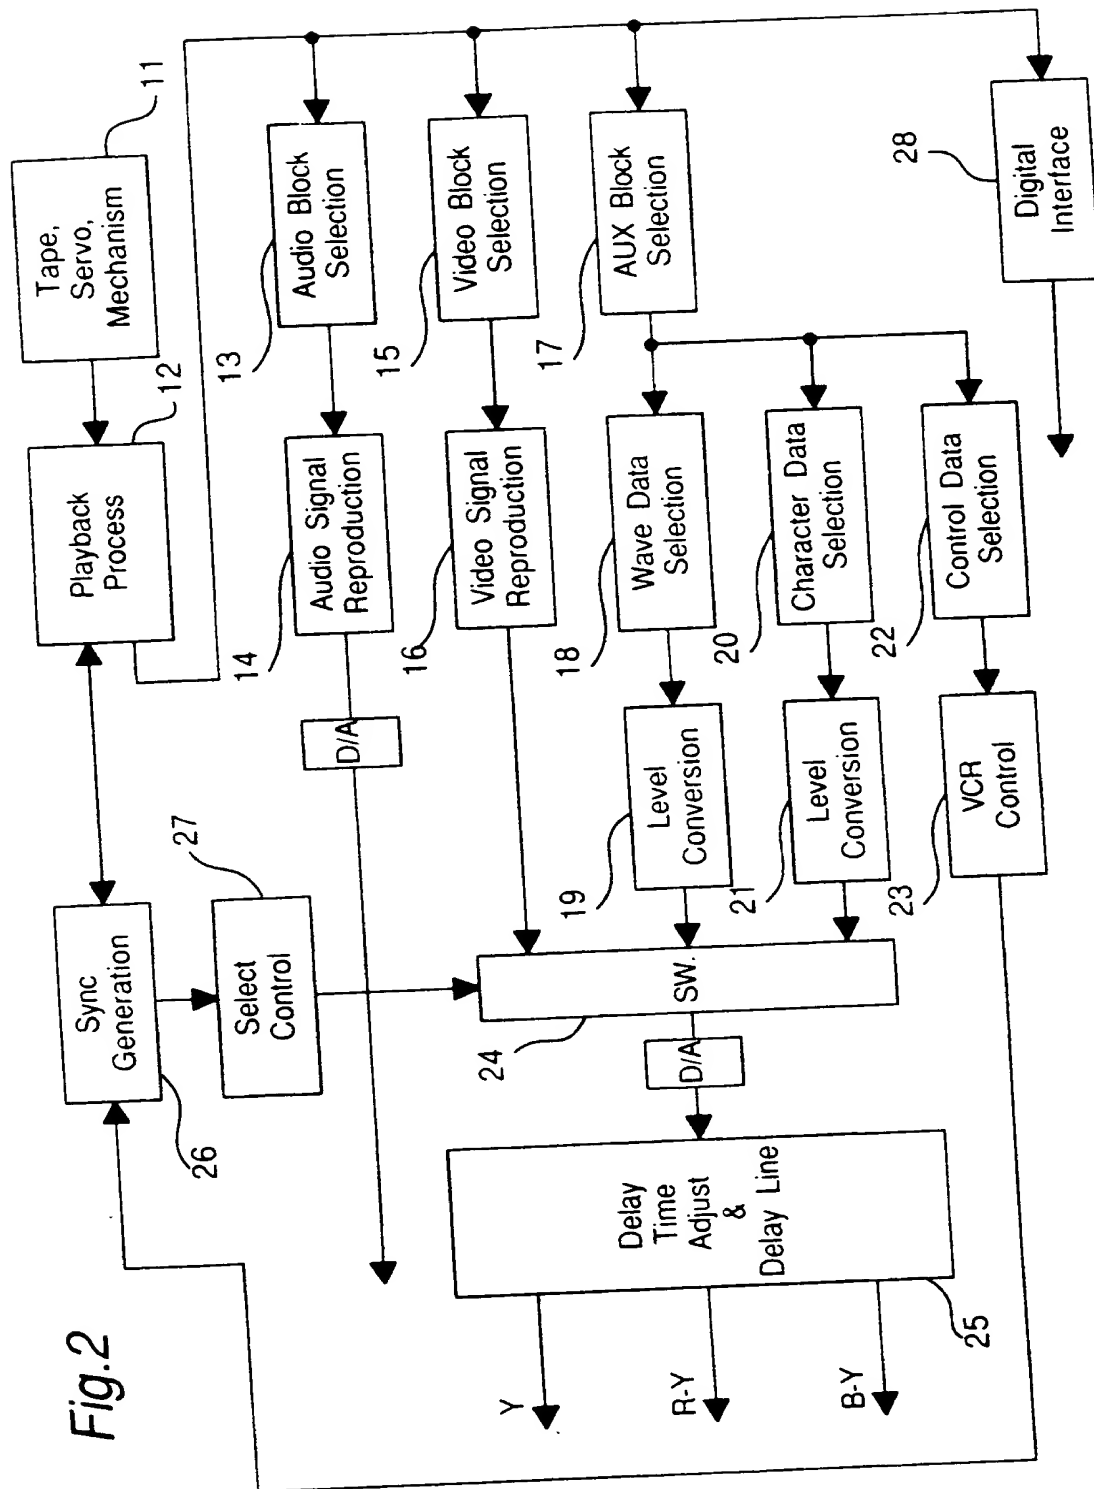 Fig.2
Tape,
Servo,
Mechanism
11
Playback
Process
12
Sync
Generation
26
Select
Control
27
Audio Block
Selection
13
Audio Signal
Reproduction
14
D/A
Video Block
Selection
15
Video Signal
Reproduction
16
AUX Block
Selection
17
Wave Data
Selection
18
Level
Conversion
19
Character Data
Selection
20
Level
Conversion
21
Control Data
Selection
22
VCR
Control
23
SW.
24
D/A
Delay
Time
Adjust
&
Delay Line
25
Y
R-Y
B-Y
Digital
Interface
28